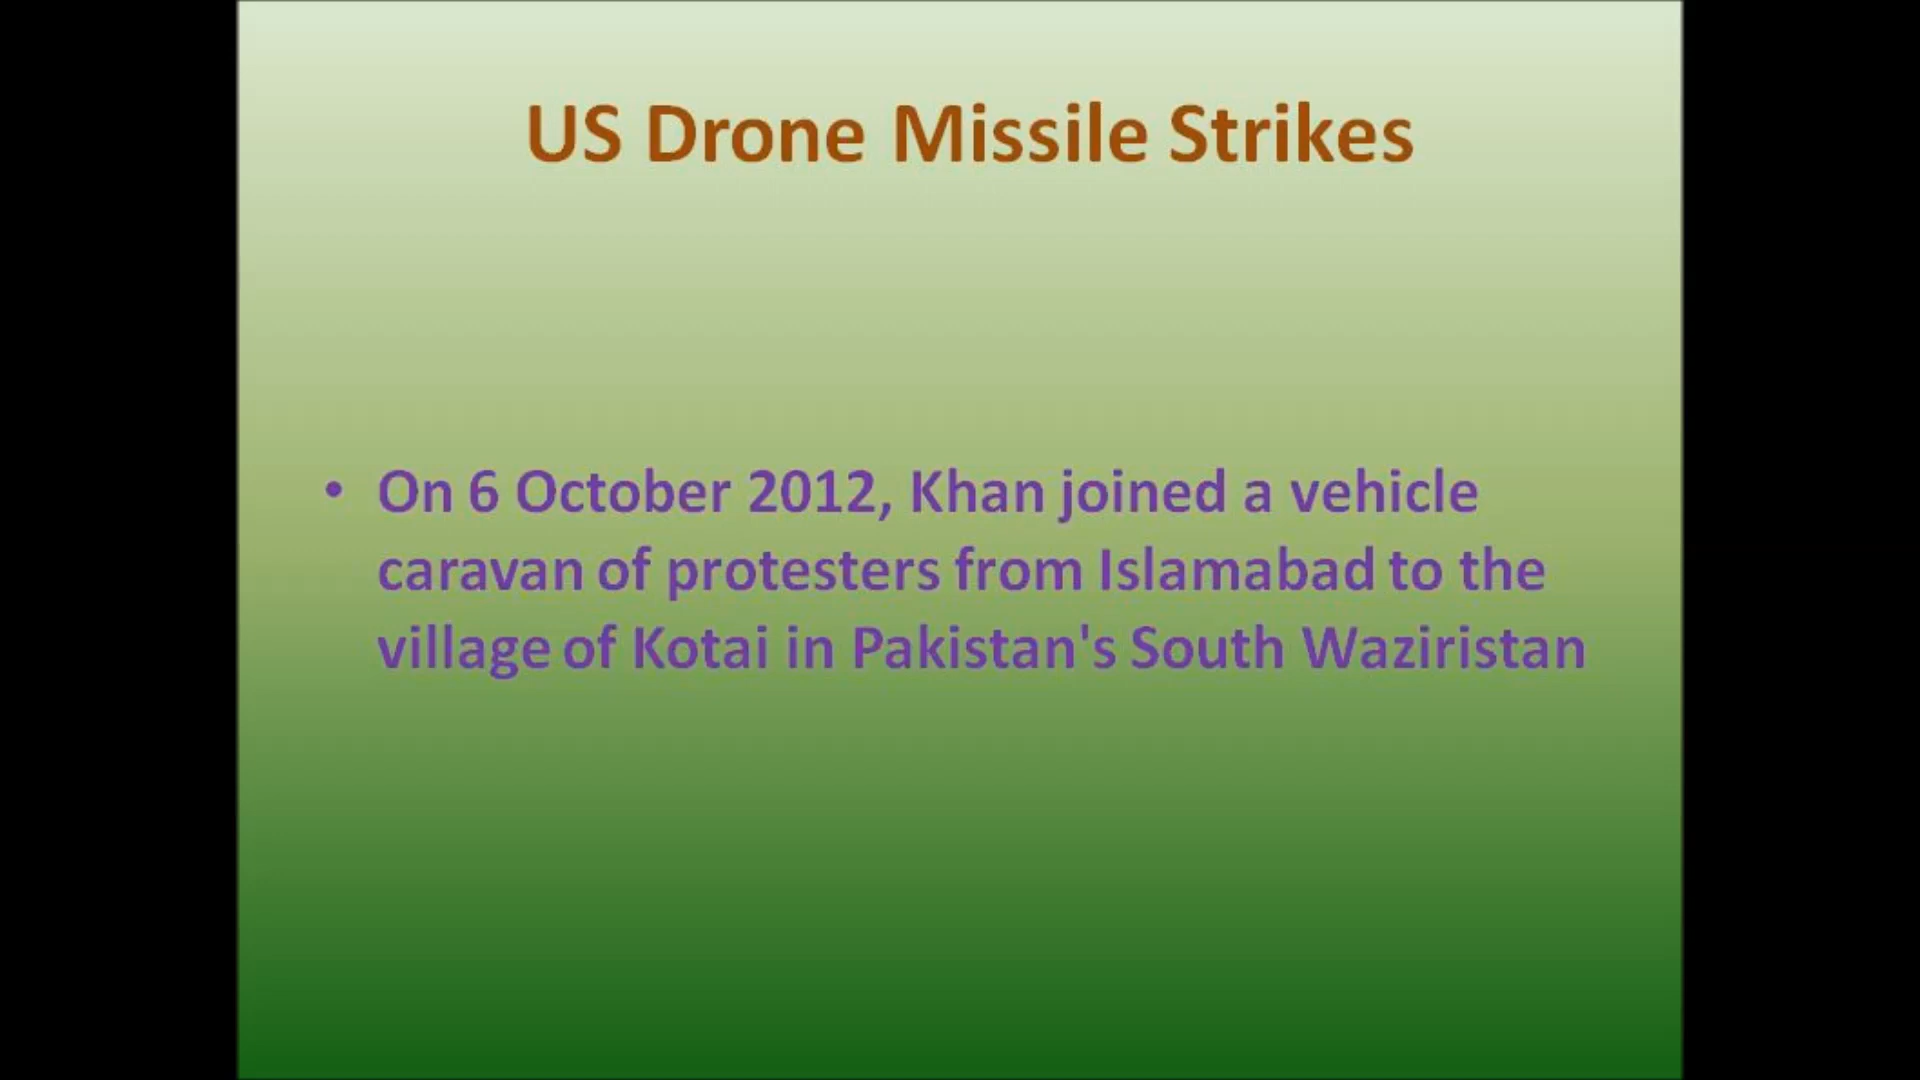 US Drone Missile Strikes
• On 6 October 2012, Khan joined a vehicle
caravan of protesters from Islamabad to the
village of Kotai in Pakistan's South Waziristan